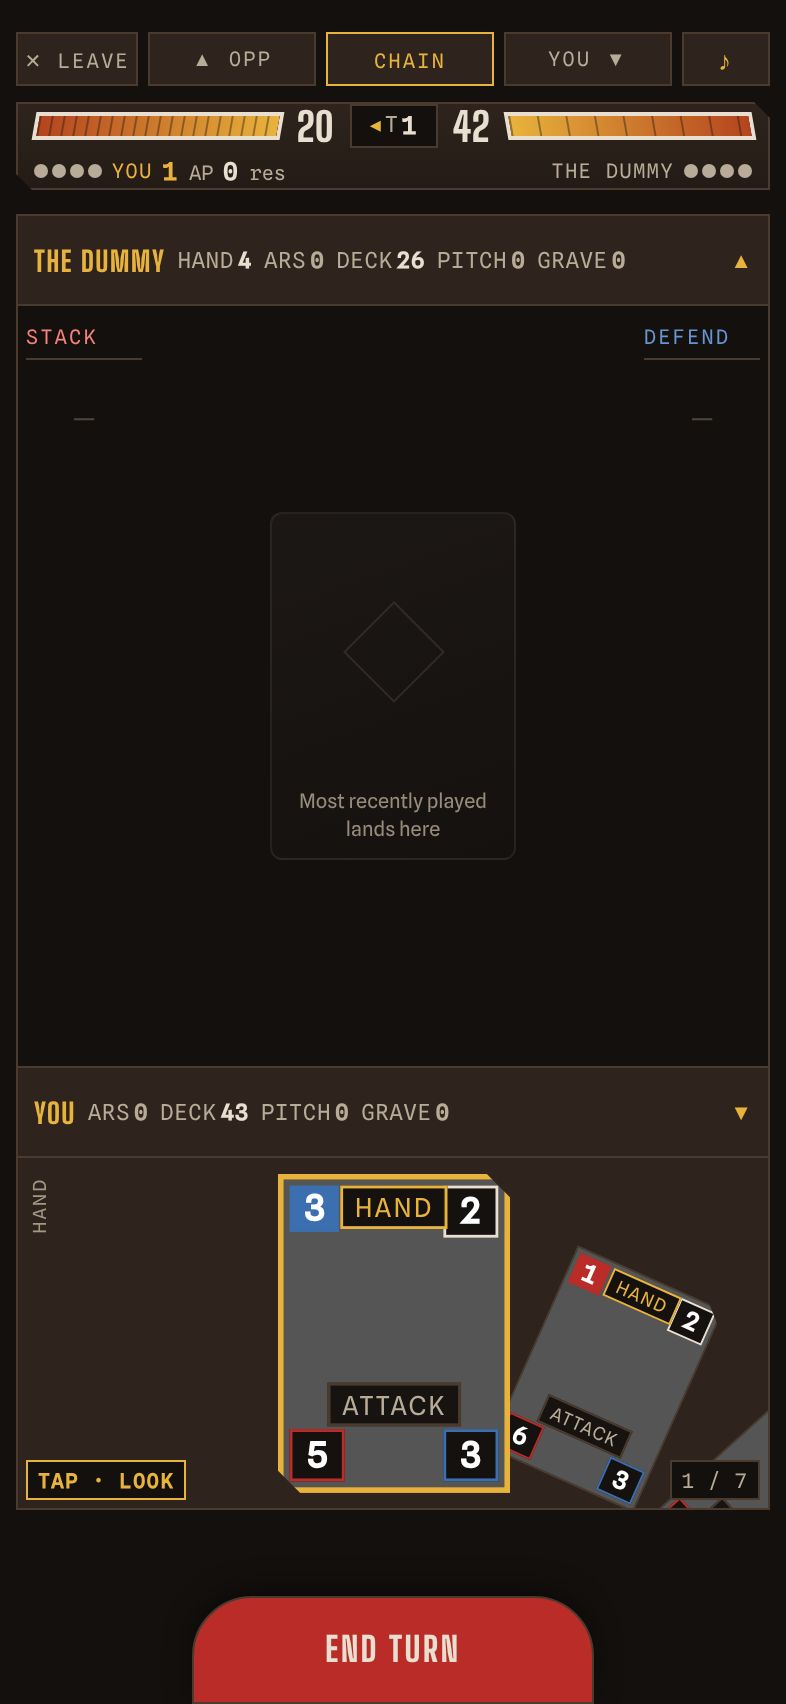 ✕ LEAVE ▲ OPP CHAIN YOU ▼ ♪
20 ◀T1 42
YOU 1 AP 0 res THE DUMMY
THE DUMMY HAND 4 ARS 0 DECK 26 PITCH 0 GRAVE 0 ▲
STACK DEFEND
— —
Most recently played
lands here
YOU ARS 0 DECK 43 PITCH 0 GRAVE 0 ▼
HAND
3 HAND 2
ATTACK
5 3
1 HAND 2
ATTACK
6 3
TAP · LOOK
1 / 7
END TURN